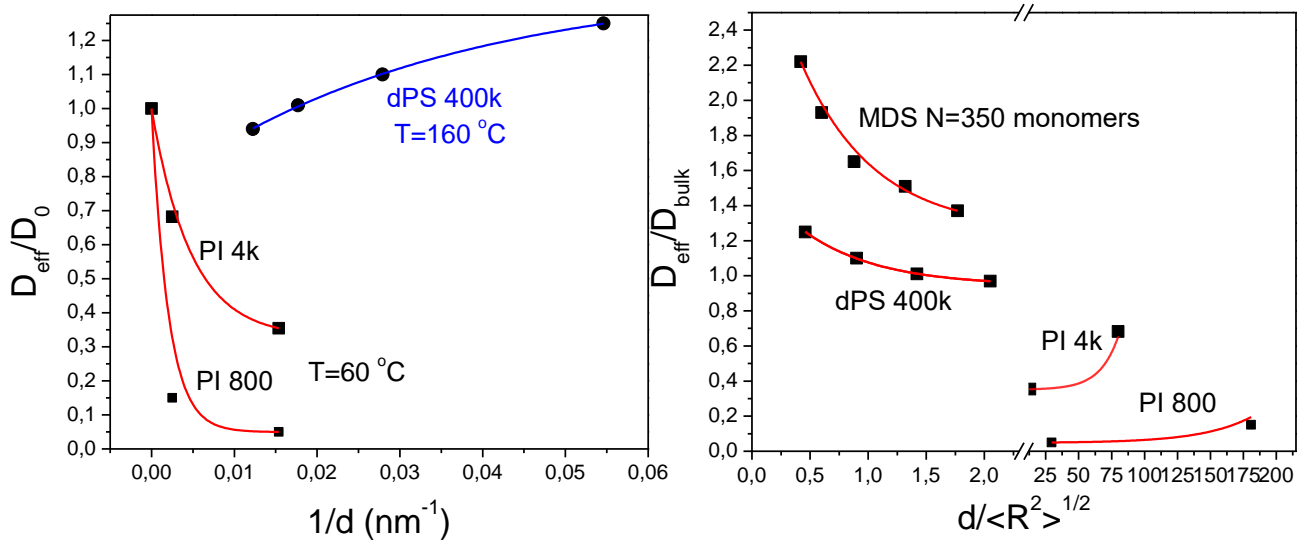 1,2
1,1
1,0
0,9
0,8
0,7
0,6
0,5
0,4
0,3
0,2
0,1
0,0
D_eff/D_0
dPS 400k
T=160 °C
PI 4k
PI 800
T=60 °C
0,00 0,01 0,02 0,03 0,04 0,05 0,06
1/d (nm⁻¹)
2,4
2,2
2,0
1,8
1,6
1,4
1,2
1,0
0,8
0,6
0,4
0,2
0,0
D_eff/D_bulk
MDS N=350 monomers
dPS 400k
PI 4k
PI 800
0,0 0,5 1,0 1,5 2,0 25 50 75 100 125 150 175 200
d/<R²>^1/2